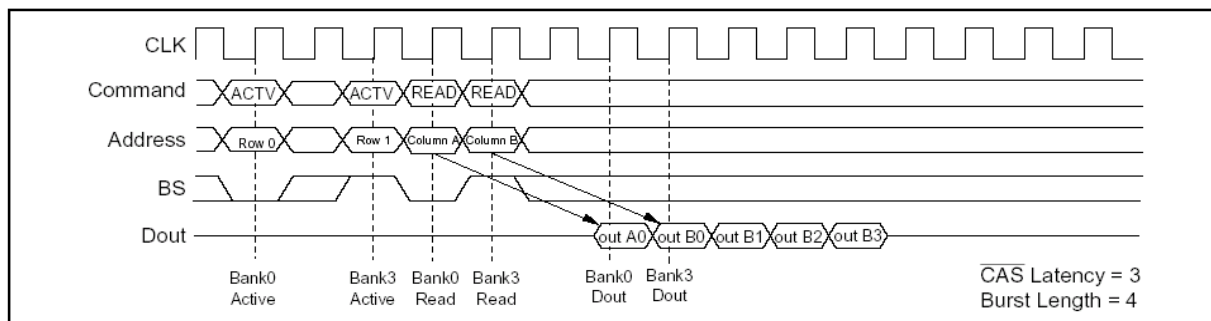 CLK
Command ACTV ACTV READ READ
Address Row 0 Row 1 Column A Column B
BS
Dout out A0 out B0 out B1 out B2 out B3
Bank0 Active
Bank3 Active
Bank0 Read
Bank3 Read
Bank0 Dout
Bank3 Dout
CAS Latency = 3
Burst Length = 4